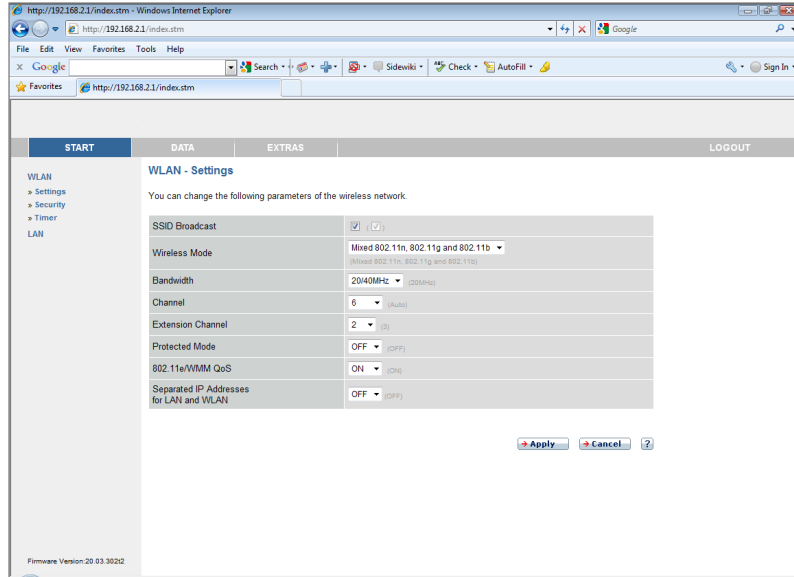 http://192.168.2.1/index.stm - Windows Internet Explorer
http://192.168.2.1/index.stm
Google
File Edit View Favorites Tools Help
x Google Search Sidewiki Check AutoFill Sign In
Favorites http://192.168.2.1/index.stm
START DATA EXTRAS LOGOUT
WLAN
» Settings
» Security
» Timer
LAN
WLAN - Settings
You can change the following parameters of the wireless network.
SSID Broadcast ( )
Wireless Mode Mixed 802.11n, 802.11g and 802.11b
(Mixed 802.11n, 802.11g and 802.11b)
Bandwidth 20/40MHz (20MHz)
Channel 6 (Auto)
Extension Channel 2 (3)
Protected Mode OFF (OFF)
802.11e/WMM QoS ON (ON)
Separated IP Addresses
for LAN and WLAN OFF (OFF)
Apply Cancel ?
Firmware Version:20.03.302t2